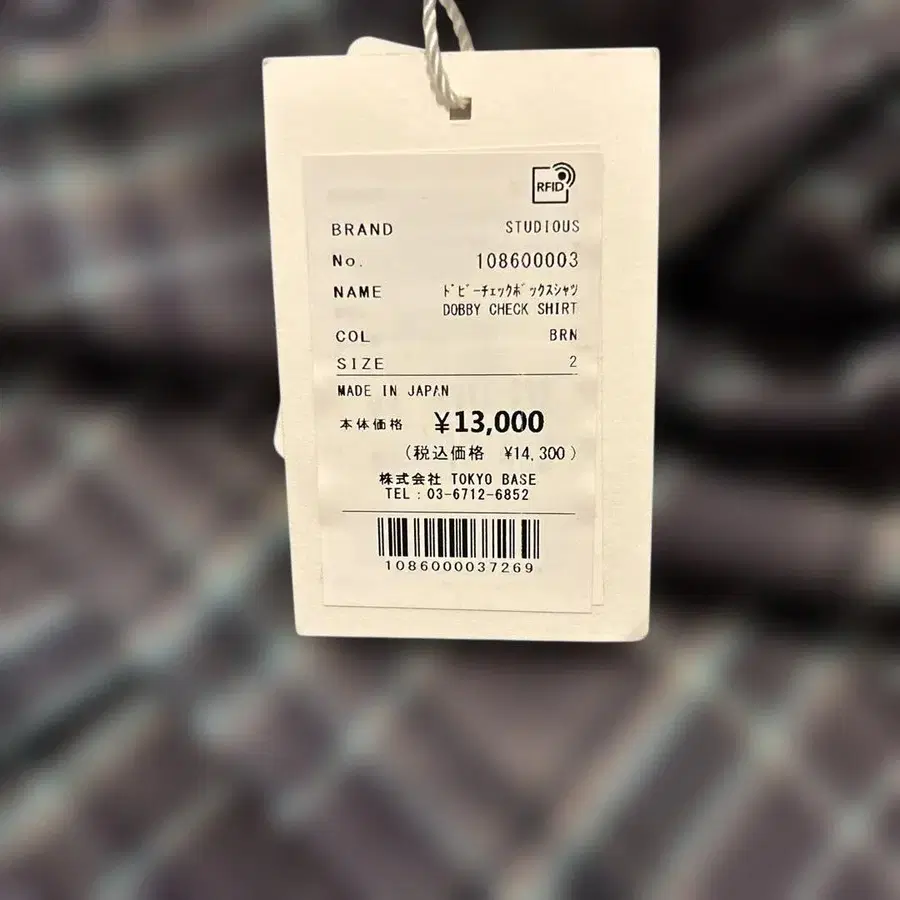 RFID
BRAND STUDIOUS
No. 108600003
NAME ﾄﾞﾋﾞｰﾁｪｯｸﾎﾞｯｸｽｼｬﾂ
DOBBY CHECK SHIRT
COL BRN
SIZE 2
MADE IN JAPAN
本体価格 ¥13,000
(税込価格 ¥14,300)
株式会社 TOKYO BASE
TEL:03-6712-6852
1086000037269